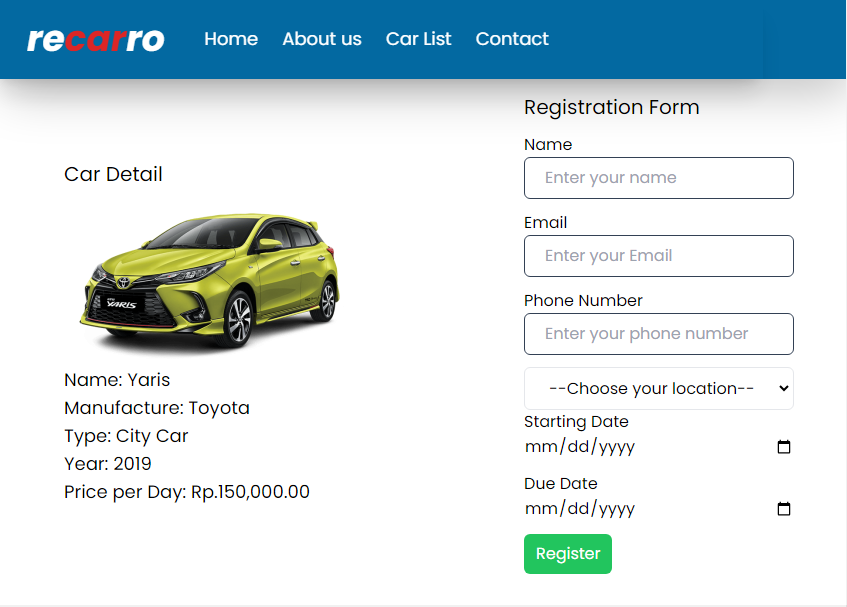 recarro Home About us Car List Contact
Car Detail
YARIS
Name: Yaris
Manufacture: Toyota
Type: City Car
Year: 2019
Price per Day: Rp.150,000.00
Registration Form
Name
Enter your name
Email
Enter your Email
Phone Number
Enter your phone number
--Choose your location--
Starting Date
mm/dd/yyyy
Due Date
mm/dd/yyyy
Register